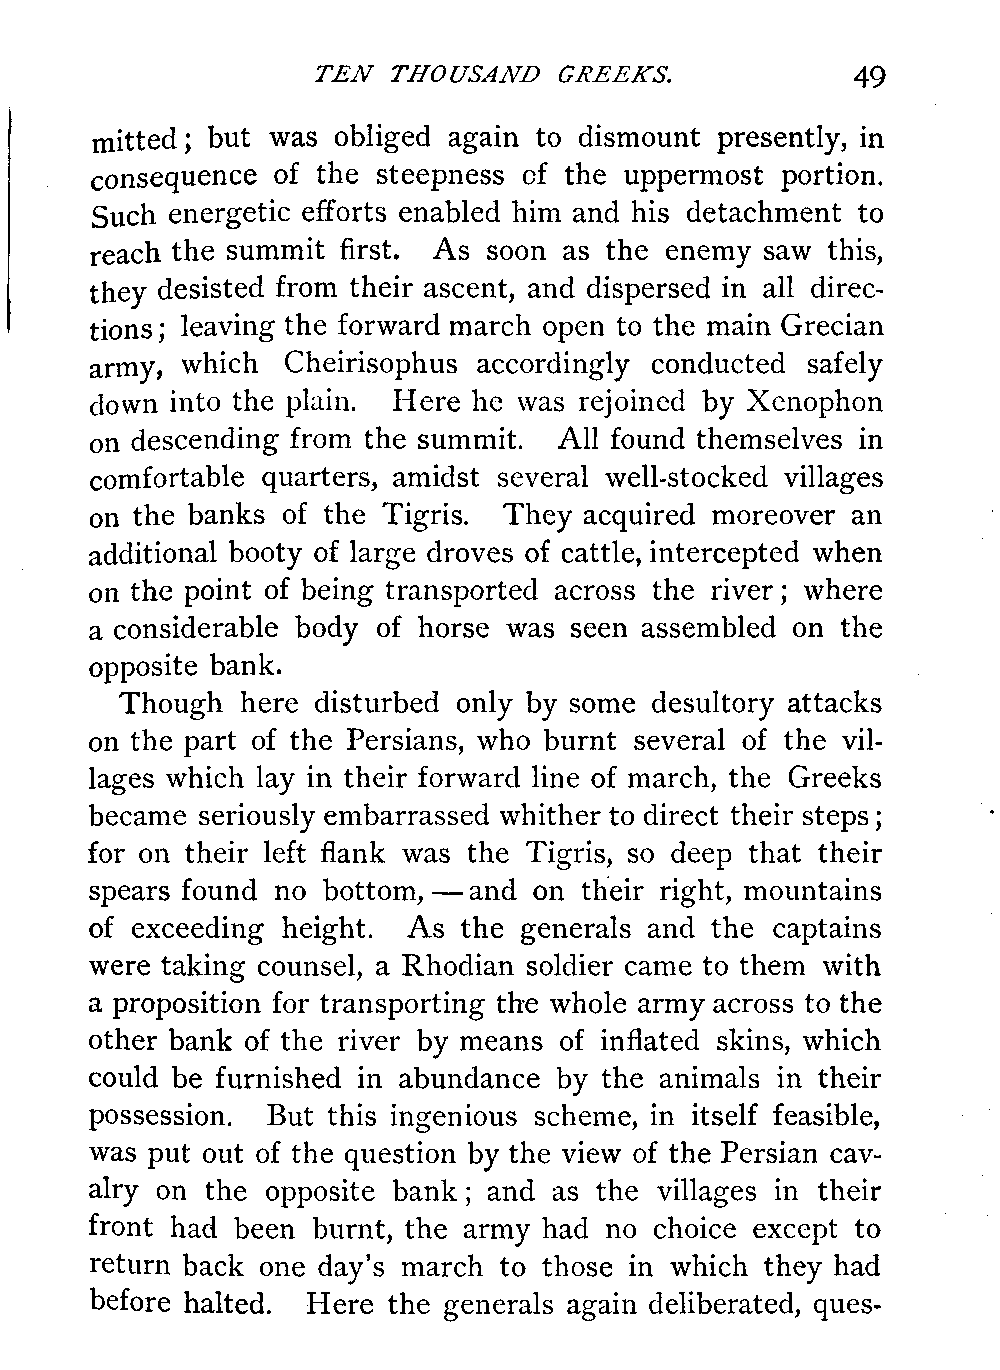 TEN THOUSAND GREEKS. 49
mitted; but was obliged again to dismount presently, in
consequence of the steepness of the uppermost portion.
Such energetic efforts enabled him and his detachment to
reach the summit first. As soon as the enemy saw this,
they desisted from their ascent, and dispersed in all direc-
tions; leaving the forward march open to the main Grecian
army, which Cheirisophus accordingly conducted safely
down into the plain. Here he was rejoined by Xenophon
on descending from the summit. All found themselves in
comfortable quarters, amidst several well-stocked villages
on the banks of the Tigris. They acquired moreover an
additional booty of large droves of cattle, intercepted when
on the point of being transported across the river; where
a considerable body of horse was seen assembled on the
opposite bank.
Though here disturbed only by some desultory attacks
on the part of the Persians, who burnt several of the vil-
lages which lay in their forward line of march, the Greeks
became seriously embarrassed whither to direct their steps;
for on their left flank was the Tigris, so deep that their
spears found no bottom, — and on their right, mountains
of exceeding height. As the generals and the captains
were taking counsel, a Rhodian soldier came to them with
a proposition for transporting the whole army across to the
other bank of the river by means of inflated skins, which
could be furnished in abundance by the animals in their
possession. But this ingenious scheme, in itself feasible,
was put out of the question by the view of the Persian cav-
alry on the opposite bank; and as the villages in their
front had been burnt, the army had no choice except to
return back one day's march to those in which they had
before halted. Here the generals again deliberated, ques-